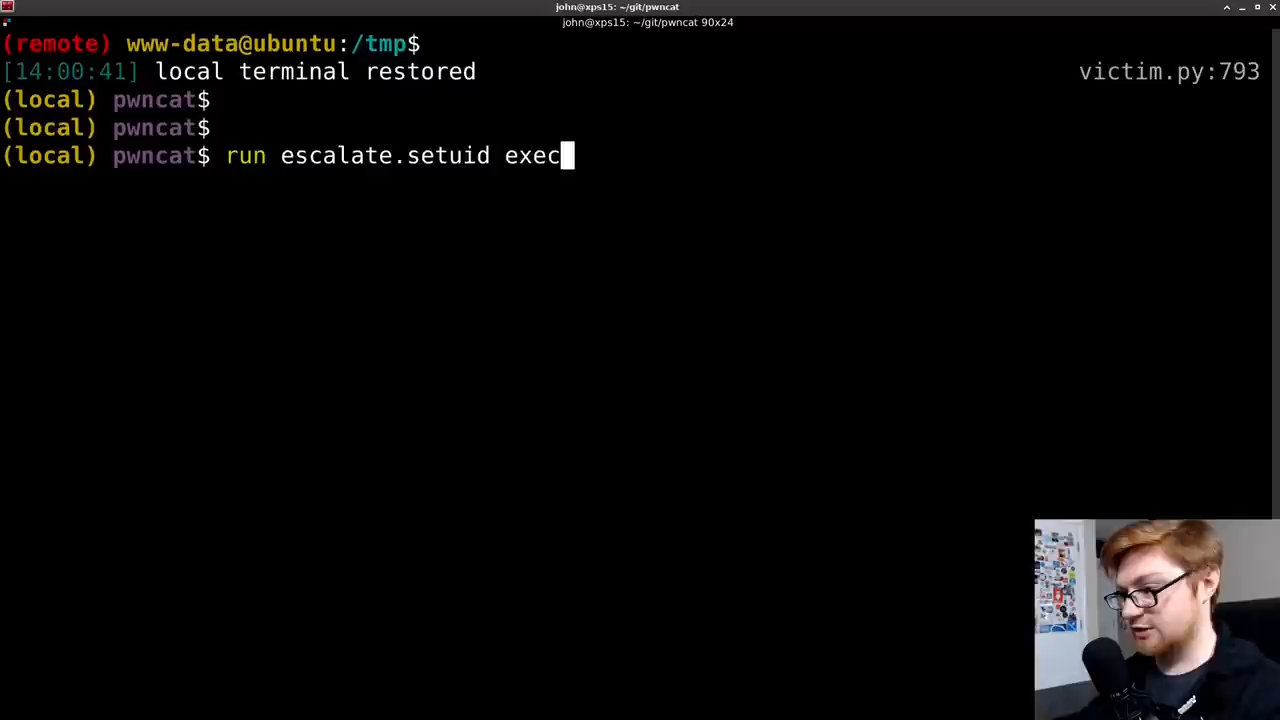 john@xps15: ~/git/pwncat
john@xps15: ~/git/pwncat 90x24
(remote) www-data@ubuntu:/tmp$
[14:00:41] local terminal restored victim.py:793
(local) pwncat$
(local) pwncat$
(local) pwncat$ run escalate.setuid exec